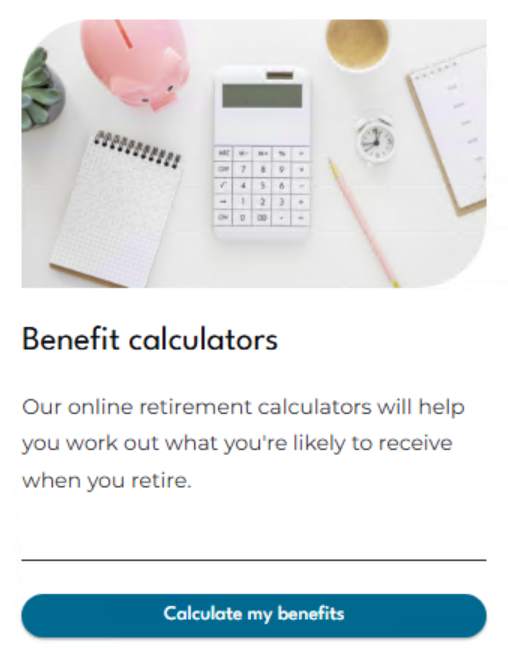 Benefit calculators
Our online retirement calculators will help
you work out what you're likely to receive
when you retire.
Calculate my benefits